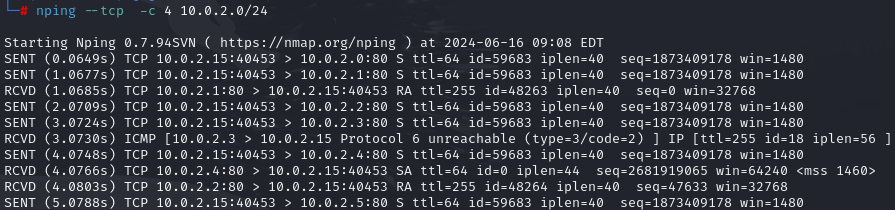 └─# nping --tcp  -c 4 10.0.2.0/24
Starting Nping 0.7.94SVN ( https://nmap.org/nping ) at 2024-06-16 09:08 EDT
SENT (0.0649s) TCP 10.0.2.15:40453 > 10.0.2.0:80 S ttl=64 id=59683 iplen=40  seq=1873409178 win=1480
SENT (1.0677s) TCP 10.0.2.15:40453 > 10.0.2.1:80 S ttl=64 id=59683 iplen=40  seq=1873409178 win=1480
RCVD (1.0685s) TCP 10.0.2.1:80 > 10.0.2.15:40453 RA ttl=255 id=48263 iplen=40  seq=0 win=32768
SENT (2.0709s) TCP 10.0.2.15:40453 > 10.0.2.2:80 S ttl=64 id=59683 iplen=40  seq=1873409178 win=1480
SENT (3.0724s) TCP 10.0.2.15:40453 > 10.0.2.3:80 S ttl=64 id=59683 iplen=40  seq=1873409178 win=1480
RCVD (3.0730s) ICMP [10.0.2.3 > 10.0.2.15 Protocol 6 unreachable (type=3/code=2) ] IP [ttl=255 id=18 iplen=56 ]
SENT (4.0748s) TCP 10.0.2.15:40453 > 10.0.2.4:80 S ttl=64 id=59683 iplen=40  seq=1873409178 win=1480
RCVD (4.0766s) TCP 10.0.2.4:80 > 10.0.2.15:40453 SA ttl=64 id=0 iplen=44  seq=2681919065 win=64240 <mss 1460>
RCVD (4.0803s) TCP 10.0.2.2:80 > 10.0.2.15:40453 RA ttl=255 id=48264 iplen=40  seq=47633 win=32768
SENT (5.0788s) TCP 10.0.2.15:40453 > 10.0.2.5:80 S ttl=64 id=59683 iplen=40  seq=1873409178 win=1480